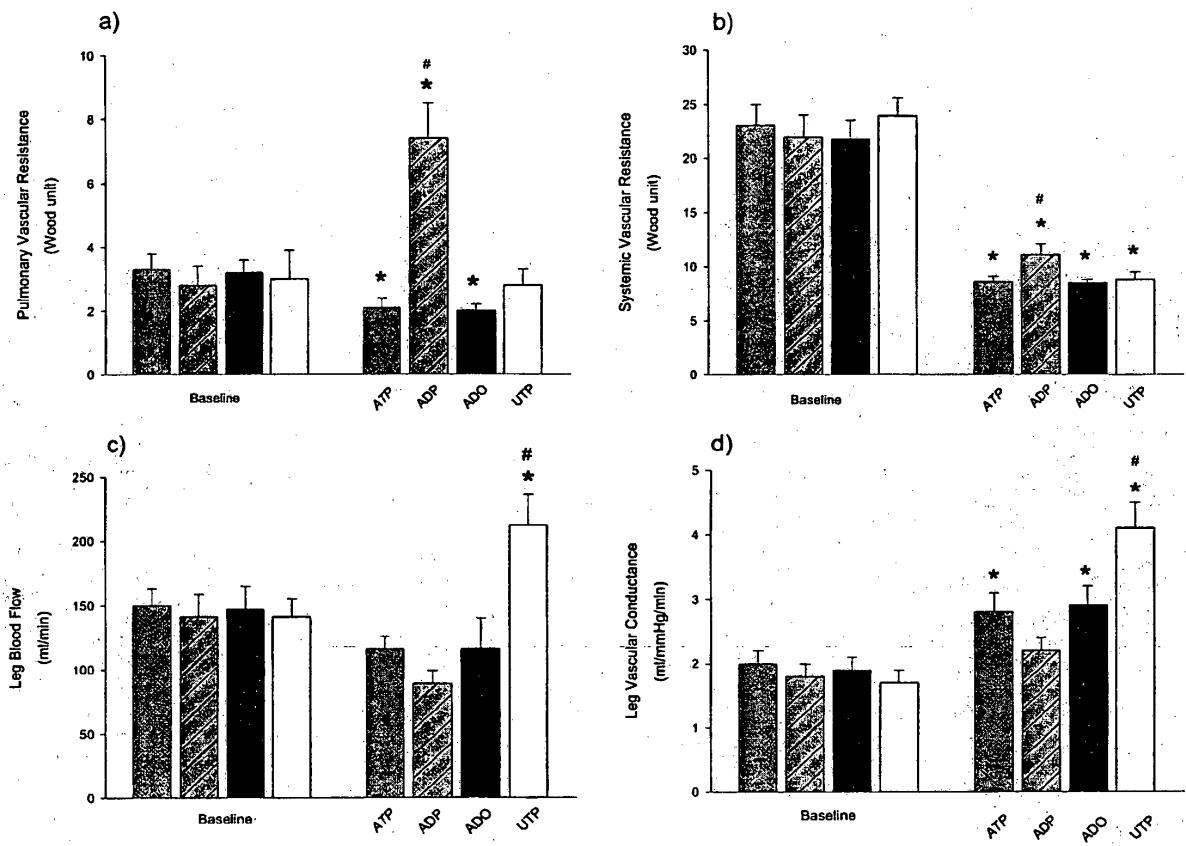 a)
Pulmonary Vascular Resistance
(Wood unit)
10
8
6
4
2
0
#
*
*
*
Baseline
ATP
ADP
ADO
UTP
b)
Systemic Vascular Resistance
(Wood unit)
30
25
20
15
10
5
0
#
*
*
*
*
Baseline
ATP
ADP
ADO
UTP
c)
Leg Blood Flow
(ml/min)
250
200
150
100
50
0
#
*
Baseline
ATP
ADP
ADO
UTP
d)
Leg Vascular Conductance
(ml/mmHg/min)
5
4
3
2
1
0
#
*
*
*
Baseline
ATP
ADP
ADO
UTP